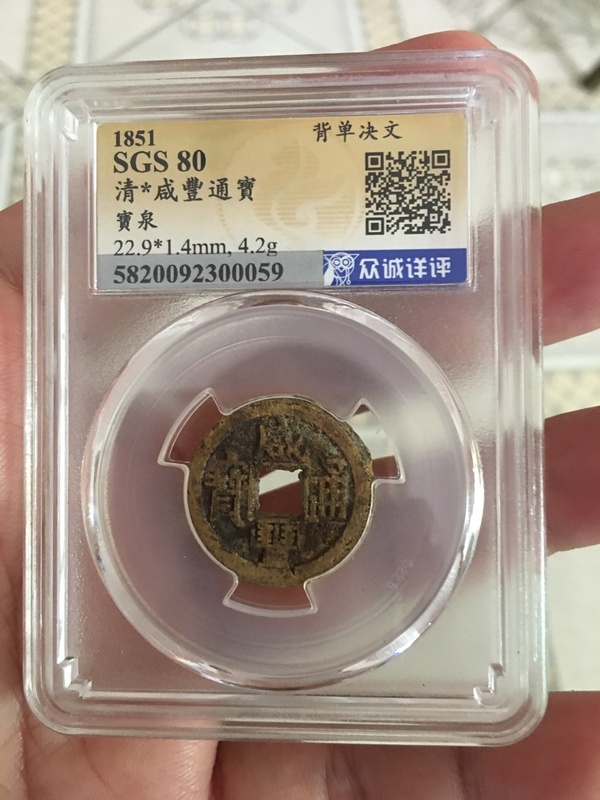 1851
背单决文
SGS 80
清*咸豐通寶
寶泉
22.9*1.4mm, 4.2g
5820092300059
众诚详评
咸
寶 通
豐